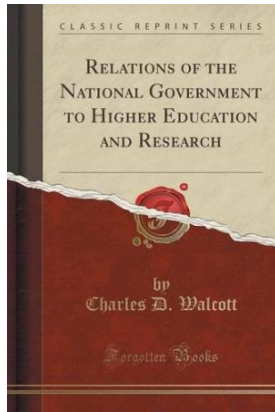 CLASSIC REPRINT SERIES
RELATIONS OF THE
NATIONAL GOVERNMENT
TO HIGHER EDUCATION
AND RESEARCH
by
Charles D. Walcott
Forgotten Books